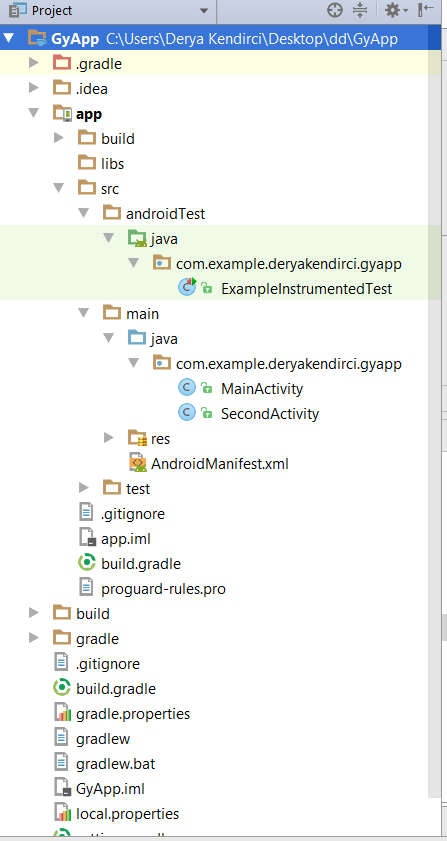 Project
GyApp C:\Users\Derya Kendirci\Desktop\dd\GyApp
.gradle
.idea
app
build
libs
src
androidTest
java
com.example.deryakendirci.gyapp
ExampleInstrumentedTest
main
java
com.example.deryakendirci.gyapp
MainActivity
SecondActivity
res
AndroidManifest.xml
test
.gitignore
app.iml
build.gradle
proguard-rules.pro
build
gradle
.gitignore
build.gradle
gradle.properties
gradlew
gradlew.bat
GyApp.iml
local.properties